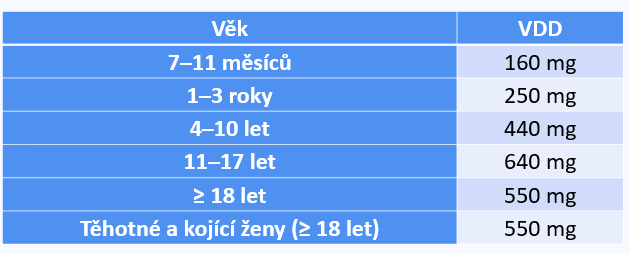 Věk VDD
7–11 měsíců 160 mg
1–3 roky 250 mg
4–10 let 440 mg
11–17 let 640 mg
≥ 18 let 550 mg
Těhotné a kojící ženy (≥ 18 let) 550 mg